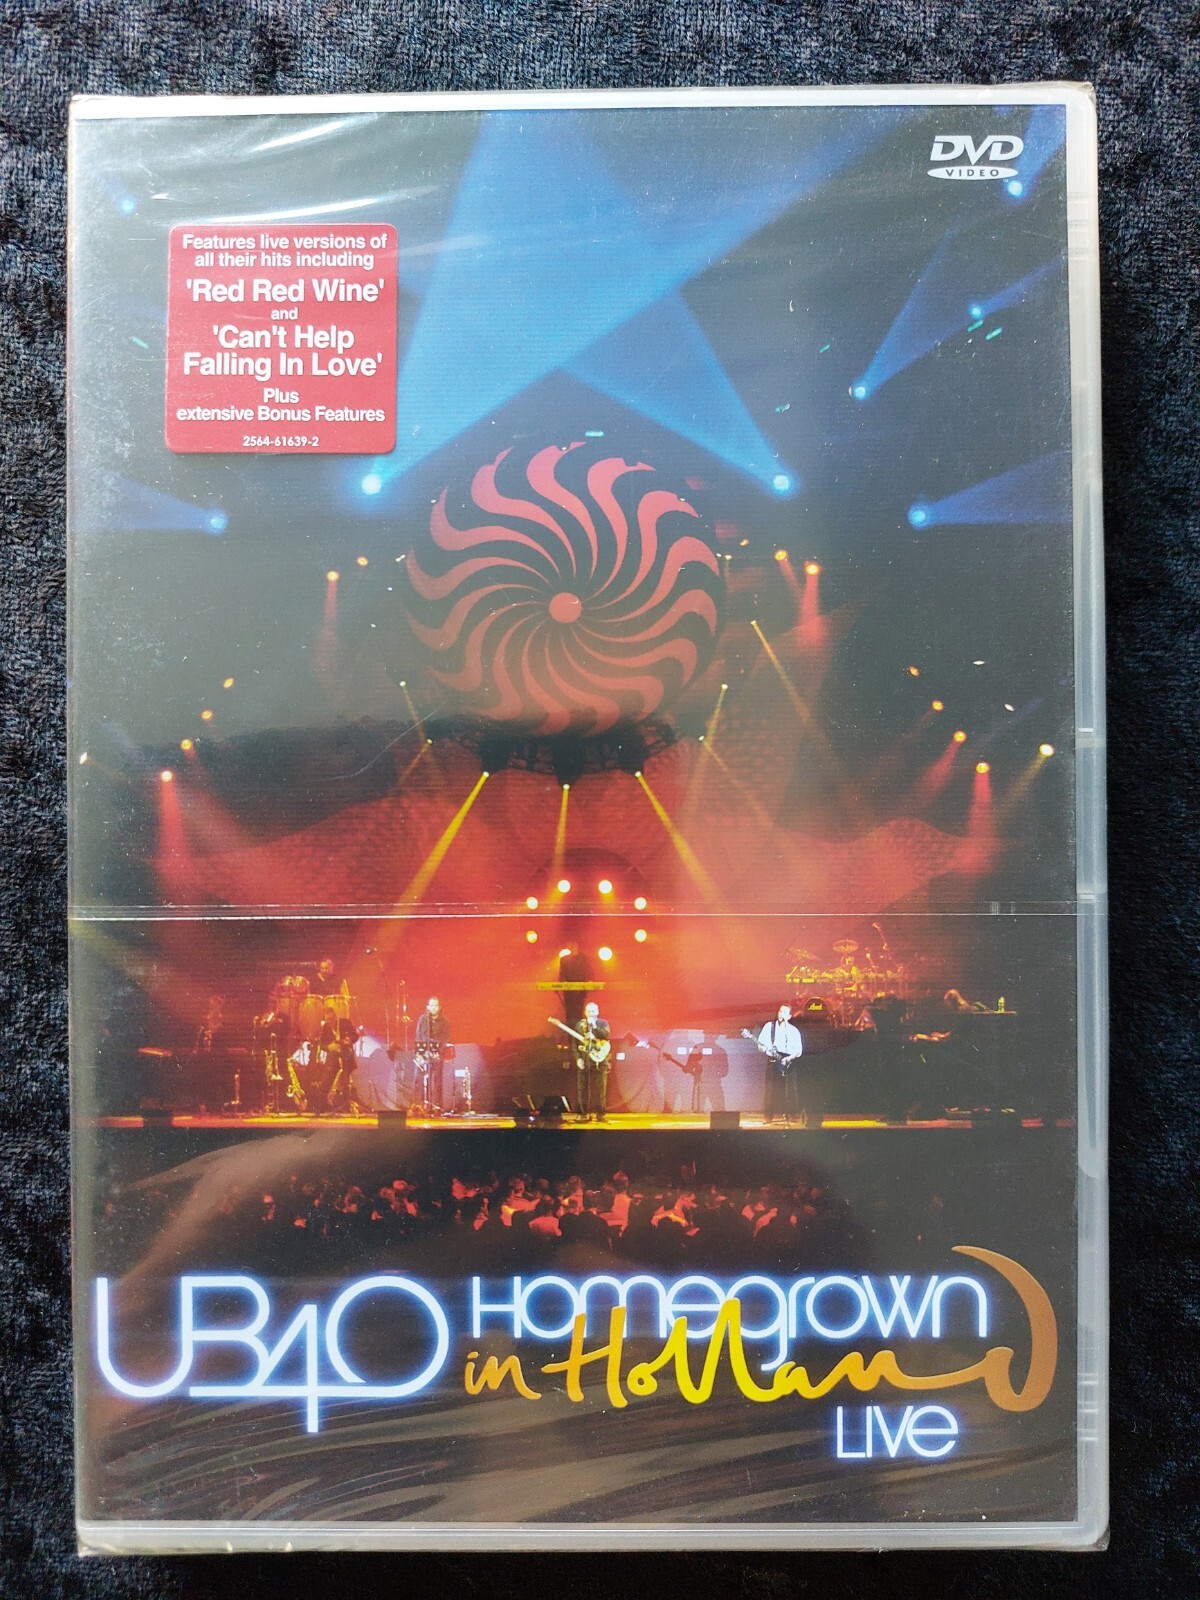 DVD
VIDEO
Features live versions of
all their hits including
'Red Red Wine'
and
'Can't Help
Falling In Love'
Plus
extensive Bonus Features
2564-61639-2
UB40 Homegrown
in Holland
LIVE